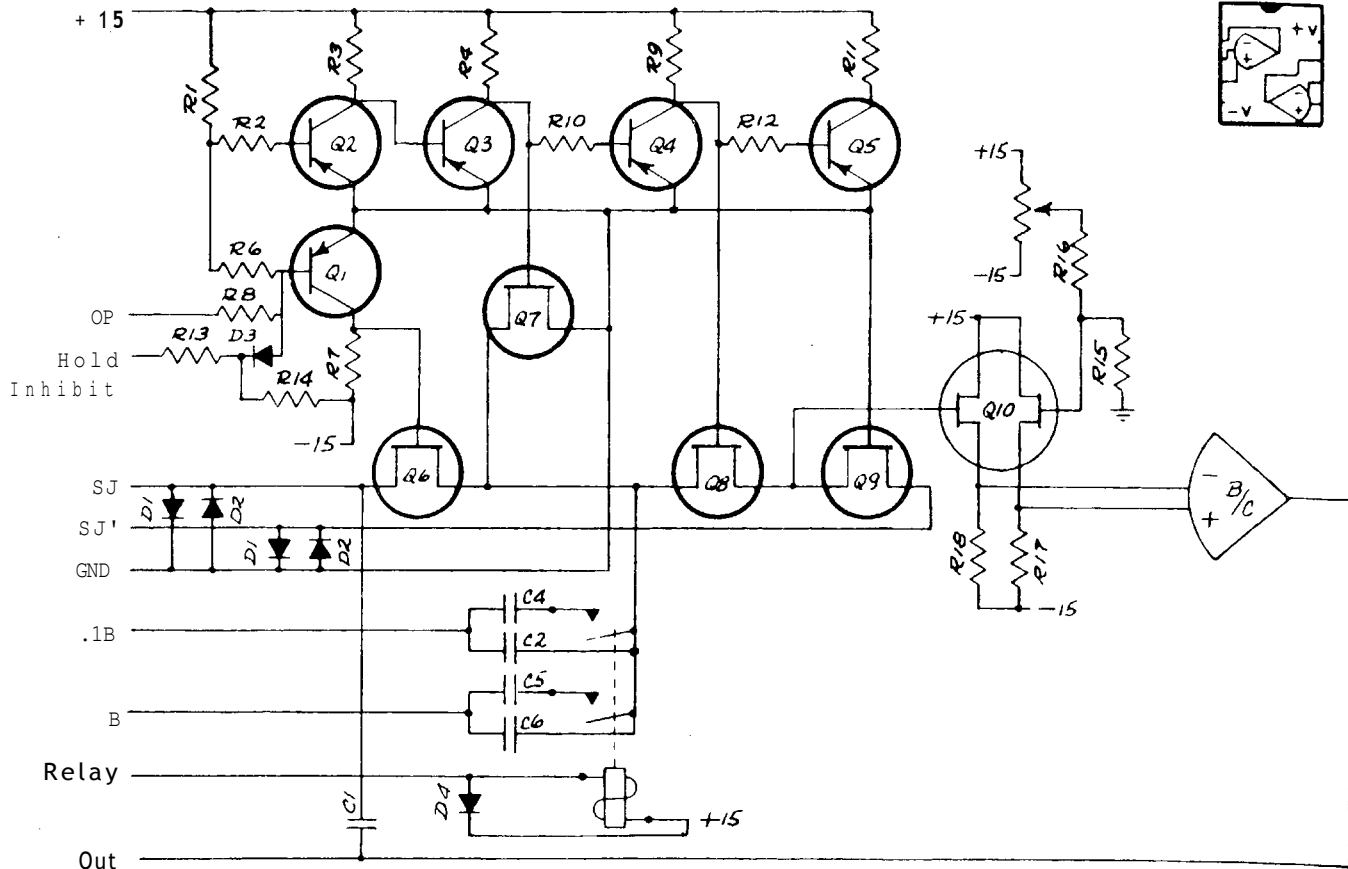 + 15
R1
R3
R4
R9
R11
- +
+V
-V
- +
R2
Q2
Q3
R10
Q4
R12
Q5
+15
-15
R16
R6
Q1
R8
OP
R13
D3
Hold
Inhibit
R14
R7
-15
Q7
+15
Q10
R15
SJ
D1
D2
Q6
Q8
Q9
SJ'
D1
D2
GND
-
B/C
+
R18
R17
-15
C4
.1B
C2
C5
B
C6
Relay
D4
+15
C1
Out